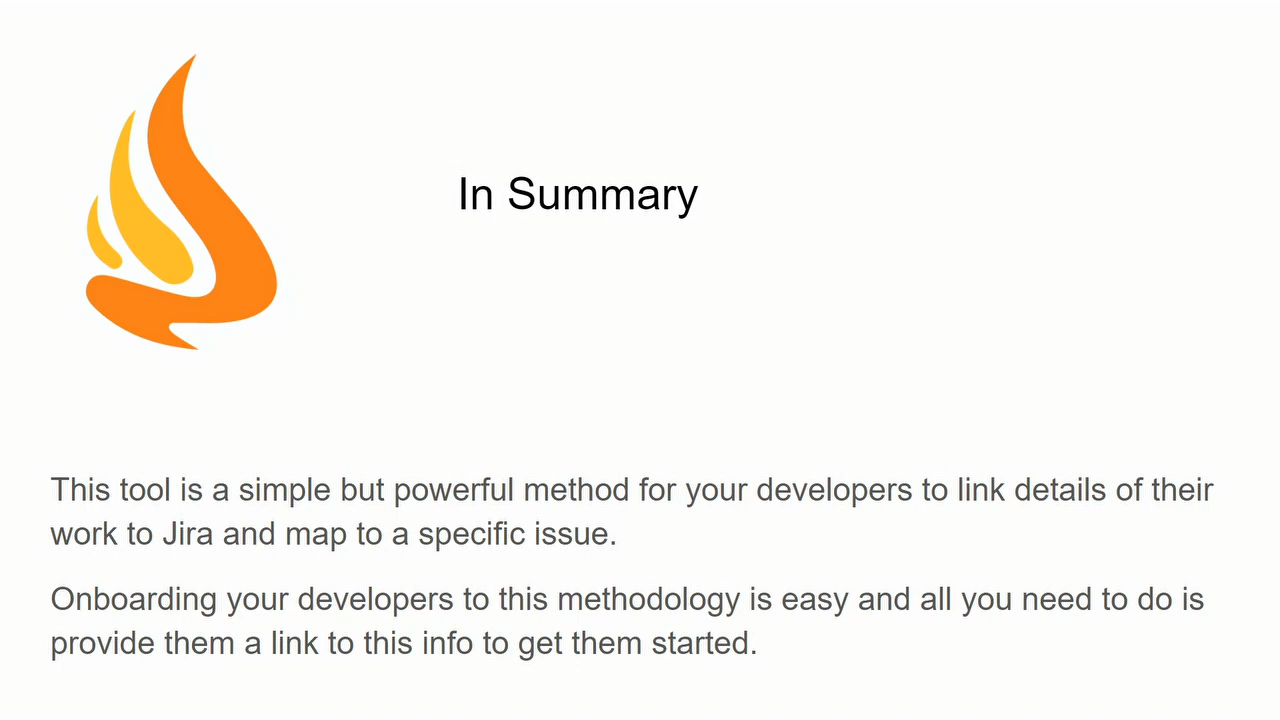 In Summary
This tool is a simple but powerful method for your developers to link details of their
work to Jira and map to a specific issue.
Onboarding your developers to this methodology is easy and all you need to do is
provide them a link to this info to get them started.